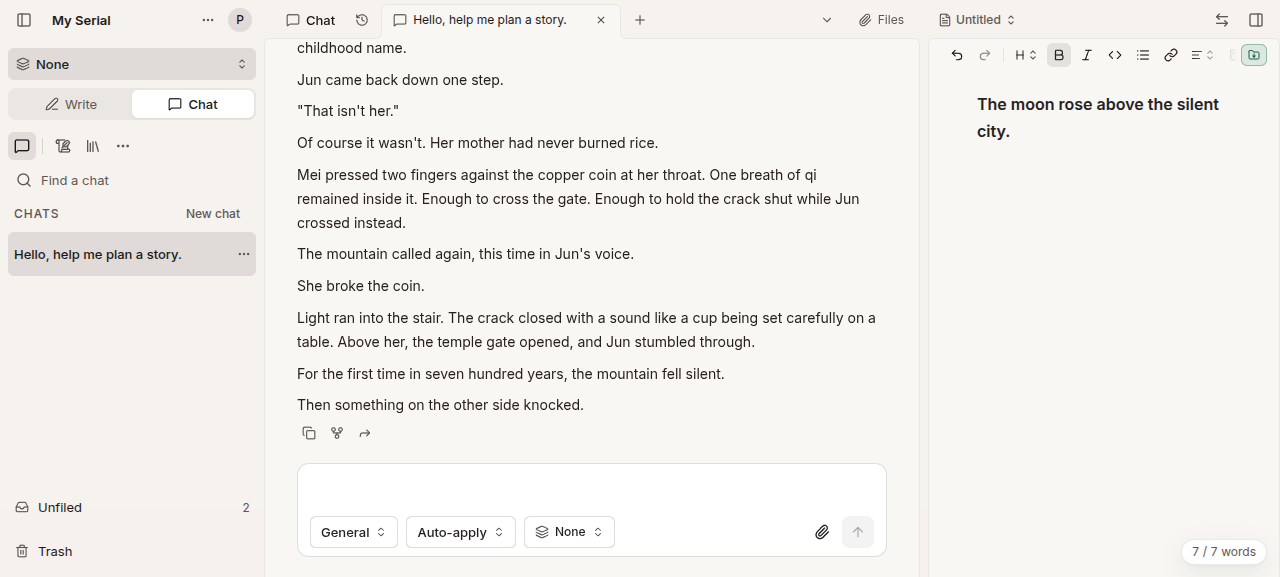 My Serial
P
None
Write
Chat
Find a chat
CHATS
New chat
Hello, help me plan a story.
Unfiled
2
Trash
Chat
Hello, help me plan a story.
Files
childhood name.
Jun came back down one step.
"That isn't her."
Of course it wasn't. Her mother had never burned rice.
Mei pressed two fingers against the copper coin at her throat. One breath of qi
remained inside it. Enough to cross the gate. Enough to hold the crack shut while Jun
crossed instead.
The mountain called again, this time in Jun's voice.
She broke the coin.
Light ran into the stair. The crack closed with a sound like a cup being set carefully on a
table. Above her, the temple gate opened, and Jun stumbled through.
For the first time in seven hundred years, the mountain fell silent.
Then something on the other side knocked.
General
Auto-apply
None
Untitled
H
B
I
The moon rose above the silent
city.
7 / 7 words